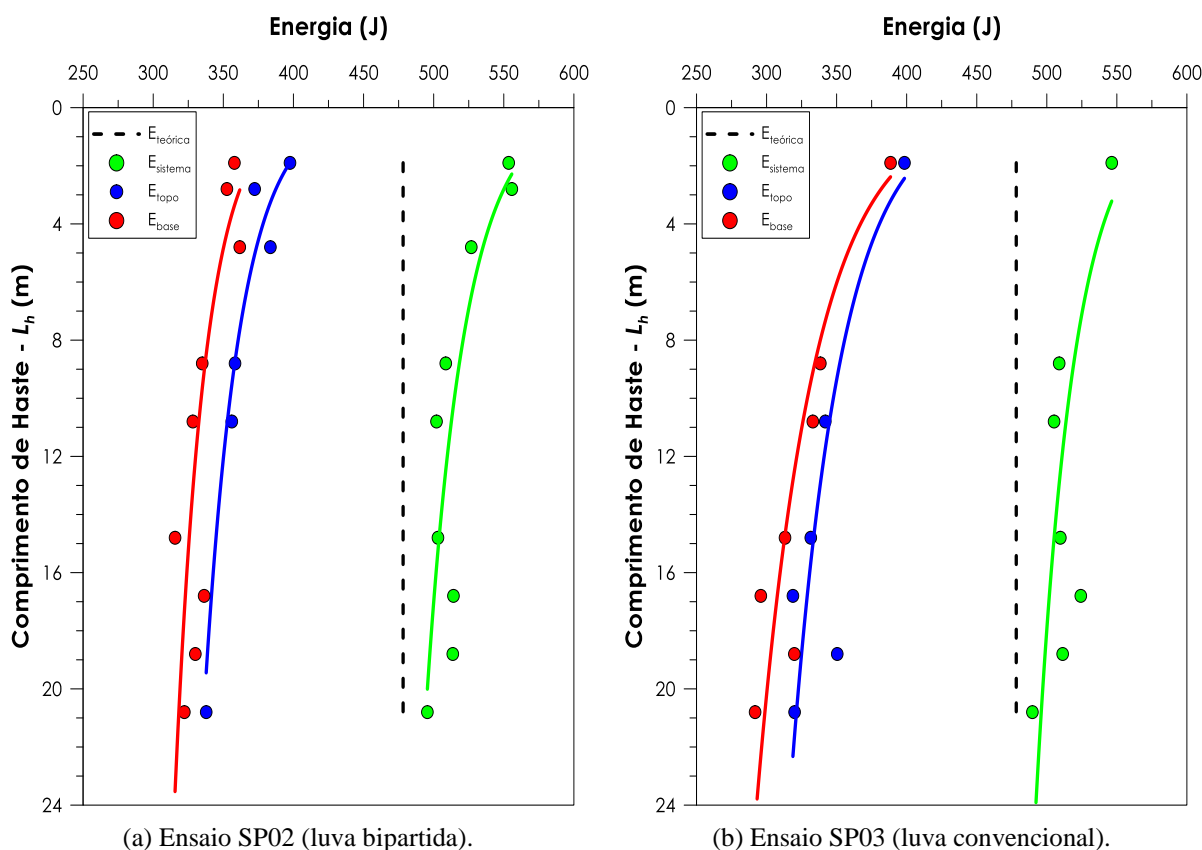 Energia (J)
250 300 350 400 450 500 550 600
0
4
8
12
16
20
24
Comprimento de Haste - Lh (m)
Eteórica
Esistema
Etopo
Ebase
(a) Ensaio SP02 (luva bipartida).
Energia (J)
250 300 350 400 450 500 550 600
0
4
8
12
16
20
24
Comprimento de Haste - Lh (m)
Eteórica
Esistema
Etopo
Ebase
(b) Ensaio SP03 (luva convencional).